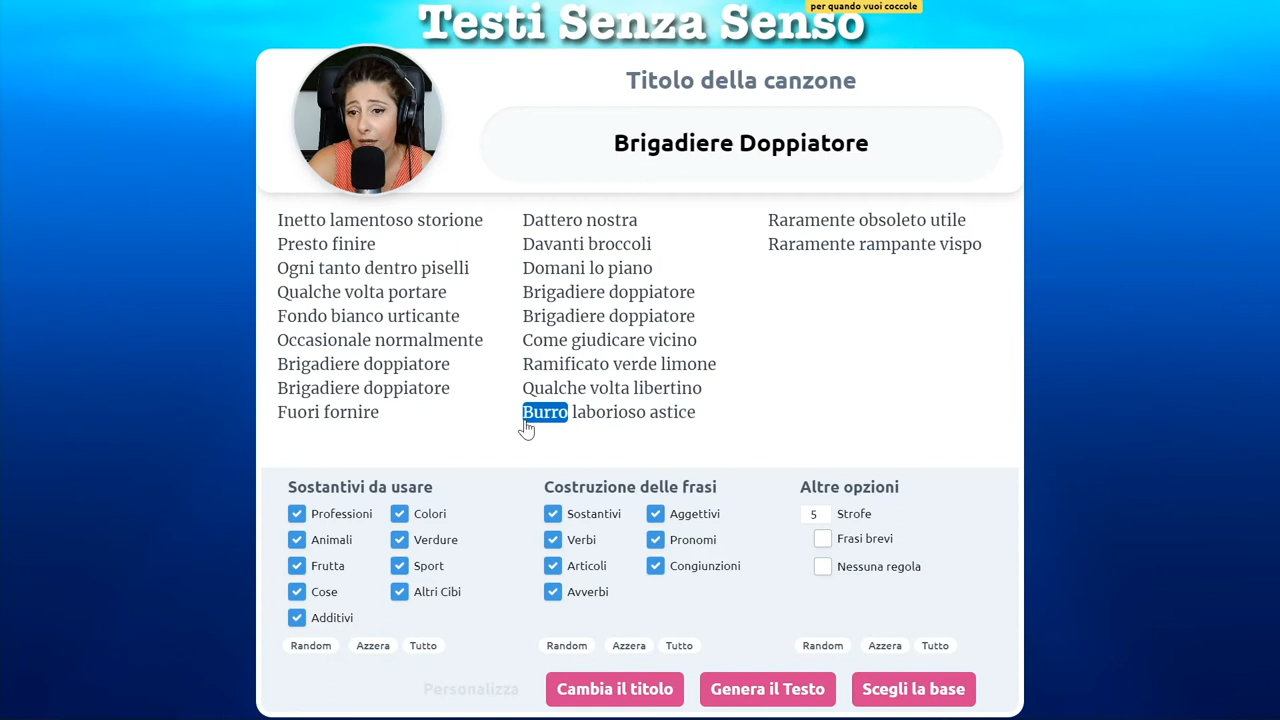 per quando vuoi coccole
Testi Senza Senso
Titolo della canzone
Brigadiere Doppiatore
Inetto lamentoso storione
Presto finire
Ogni tanto dentro piselli
Qualche volta portare
Fondo bianco urticante
Occasionale normalmente
Brigadiere doppiatore
Brigadiere doppiatore
Fuori fornire
Dattero nostra
Davanti broccoli
Domani lo piano
Brigadiere doppiatore
Brigadiere doppiatore
Come giudicare vicino
Ramificato verde limone
Qualche volta libertino
Burro laborioso astice
Raramente obsoleto utile
Raramente rampante vispo
Sostantivi da usare
Professioni
Colori
Animali
Verdure
Frutta
Sport
Cose
Altri Cibi
Additivi
Random
Azzera
Tutto
Costruzione delle frasi
Sostantivi
Aggettivi
Verbi
Pronomi
Articoli
Congiunzioni
Avverbi
Random
Azzera
Tutto
Altre opzioni
5 Strofe
Frasi brevi
Nessuna regola
Random
Azzera
Tutto
Personalizza
Cambia il titolo
Genera il Testo
Scegli la base